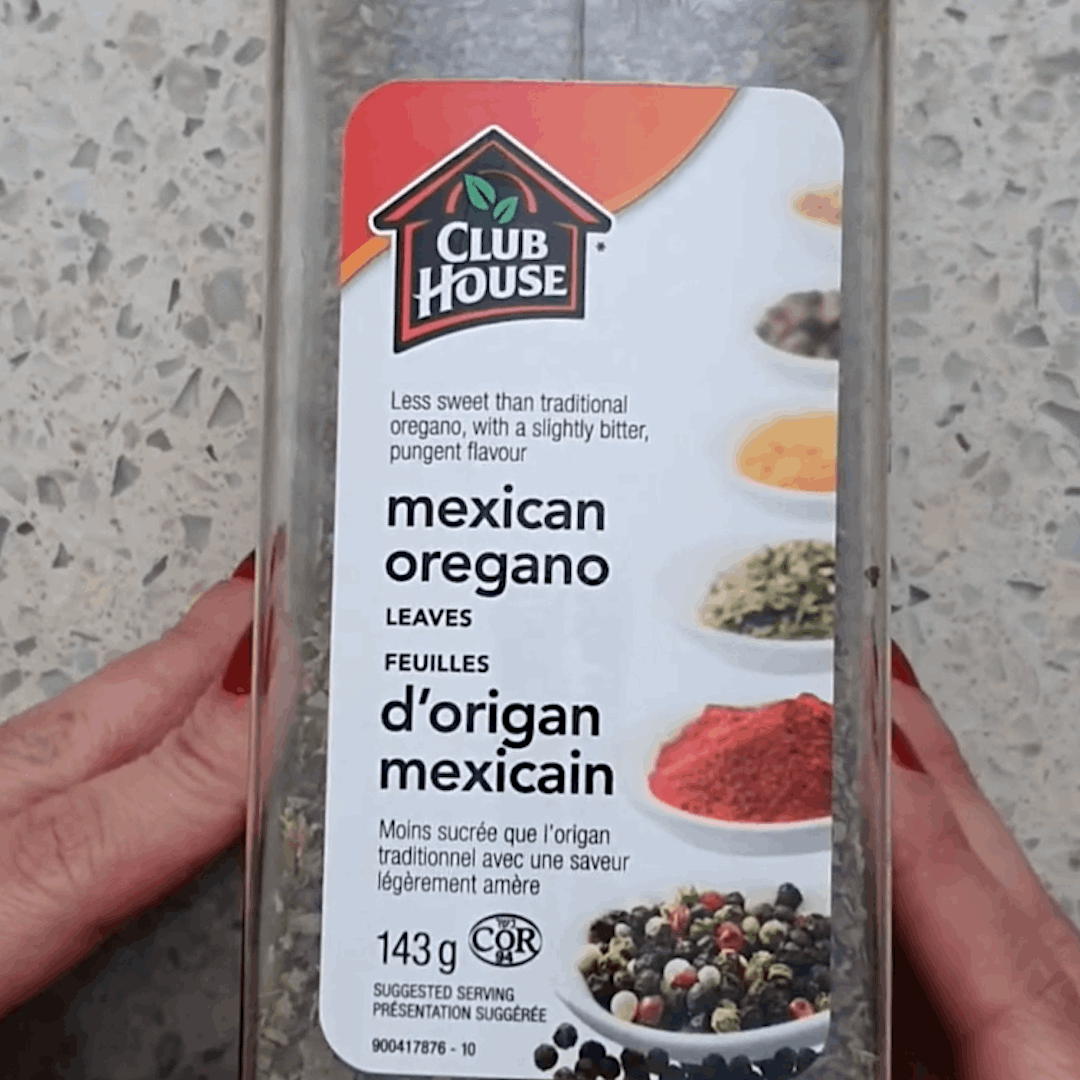 CLUB
HOUSE
Less sweet than traditional
oregano, with a slightly bitter,
pungent flavour
mexican
oregano
LEAVES
FEUILLES
d'origan
mexicain
Moins sucrée que l'origan
traditionnel avec une saveur
légèrement amère
143 g
COR
94
SUGGESTED SERVING
PRÉSENTATION SUGGÉRÉE
900417876 - 10